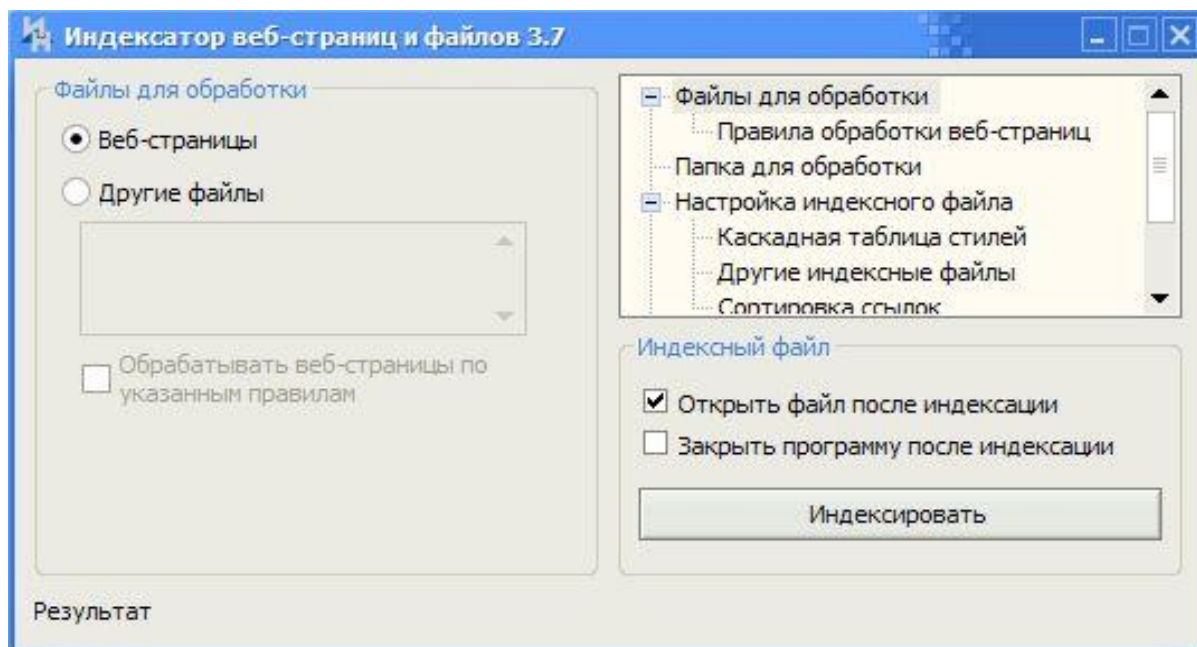 Индексатор веб-страниц и файлов 3.7
Файлы для обработки
Веб-страницы
Другие файлы
Обрабатывать веб-страницы по
указанным правилам
Файлы для обработки
Правила обработки веб-страниц
Папка для обработки
Настройка индексного файла
Каскадная таблица стилей
Другие индексные файлы
Сортировка ссылок
Индексный файл
Открыть файл после индексации
Закрыть программу после индексации
Индексировать
Результат